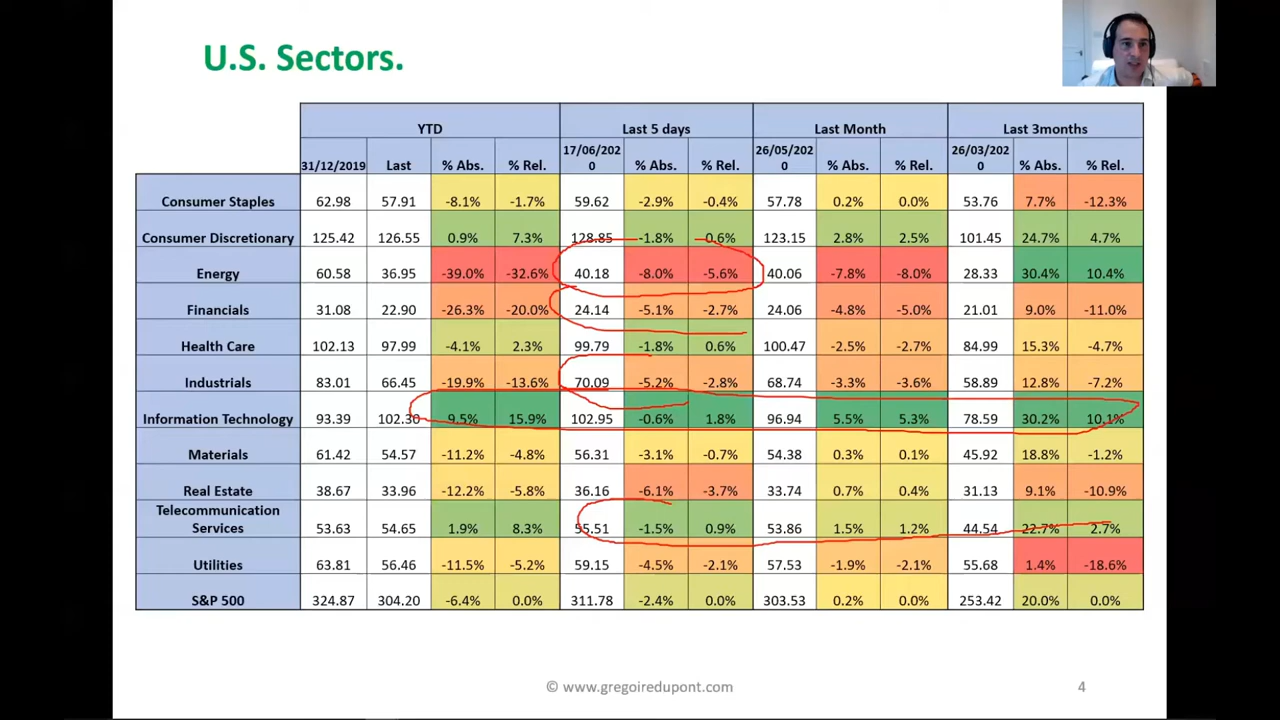 U.S. Sectors.
YTD Last 5 days Last Month Last 3months
31/12/2019 Last % Abs. % Rel. 17/06/202 0 % Abs. % Rel. 26/05/202 0 % Abs. % Rel. 26/03/202 0 % Abs. % Rel.
Consumer Staples 62.98 57.91 -8.1% -1.7% 59.62 -2.9% -0.4% 57.78 0.2% 0.0% 53.76 7.7% -12.3%
Consumer Discretionary 125.42 126.55 0.9% 7.3% 128.85 -1.8% 0.6% 123.15 2.8% 2.5% 101.45 24.7% 4.7%
Energy 60.58 36.95 -39.0% -32.6% 40.18 -8.0% -5.6% 40.06 -7.8% -8.0% 28.33 30.4% 10.4%
Financials 31.08 22.90 -26.3% -20.0% 24.14 -5.1% -2.7% 24.06 -4.8% -5.0% 21.01 9.0% -11.0%
Health Care 102.13 97.99 -4.1% 2.3% 99.79 -1.8% 0.6% 100.47 -2.5% -2.7% 84.99 15.3% -4.7%
Industrials 83.01 66.45 -19.9% -13.6% 70.09 -5.2% -2.8% 68.74 -3.3% -3.6% 58.89 12.8% -7.2%
Information Technology 93.39 102.30 9.5% 15.9% 102.95 -0.6% 1.8% 96.94 5.5% 5.3% 78.59 30.2% 10.1%
Materials 61.42 54.57 -11.2% -4.8% 56.31 -3.1% -0.7% 54.38 0.3% 0.1% 45.92 18.8% -1.2%
Real Estate 38.67 33.96 -12.2% -5.8% 36.16 -6.1% -3.7% 33.74 0.7% 0.4% 31.13 9.1% -10.9%
Telecommunication
Services 53.63 54.65 1.9% 8.3% 55.51 -1.5% 0.9% 53.86 1.5% 1.2% 44.54 22.7% 2.7%
Utilities 63.81 56.46 -11.5% -5.2% 59.15 -4.5% -2.1% 57.53 -1.9% -2.1% 55.68 1.4% -18.6%
S&P 500 324.87 304.20 -6.4% 0.0% 311.78 -2.4% 0.0% 303.53 0.2% 0.0% 253.42 20.0% 0.0%
© www.gregoiredupont.com 4